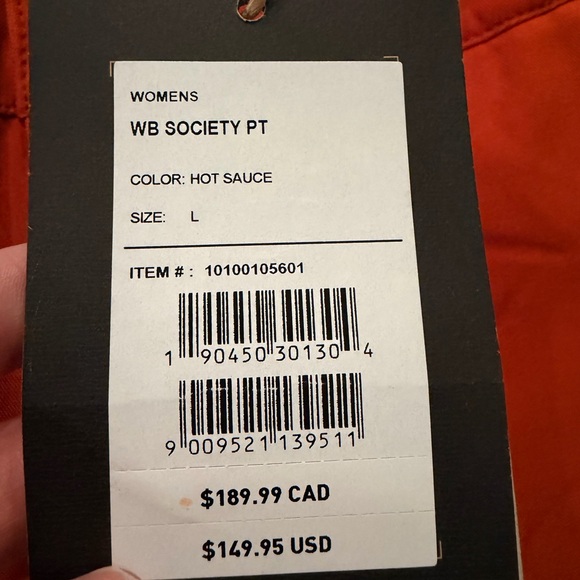 WOMENS
WB SOCIETY PT
COLOR: HOT SAUCE
SIZE: L
ITEM # : 10100105601
1 90450 30130 4
9 009521 139511
$189.99 CAD
$149.95 USD